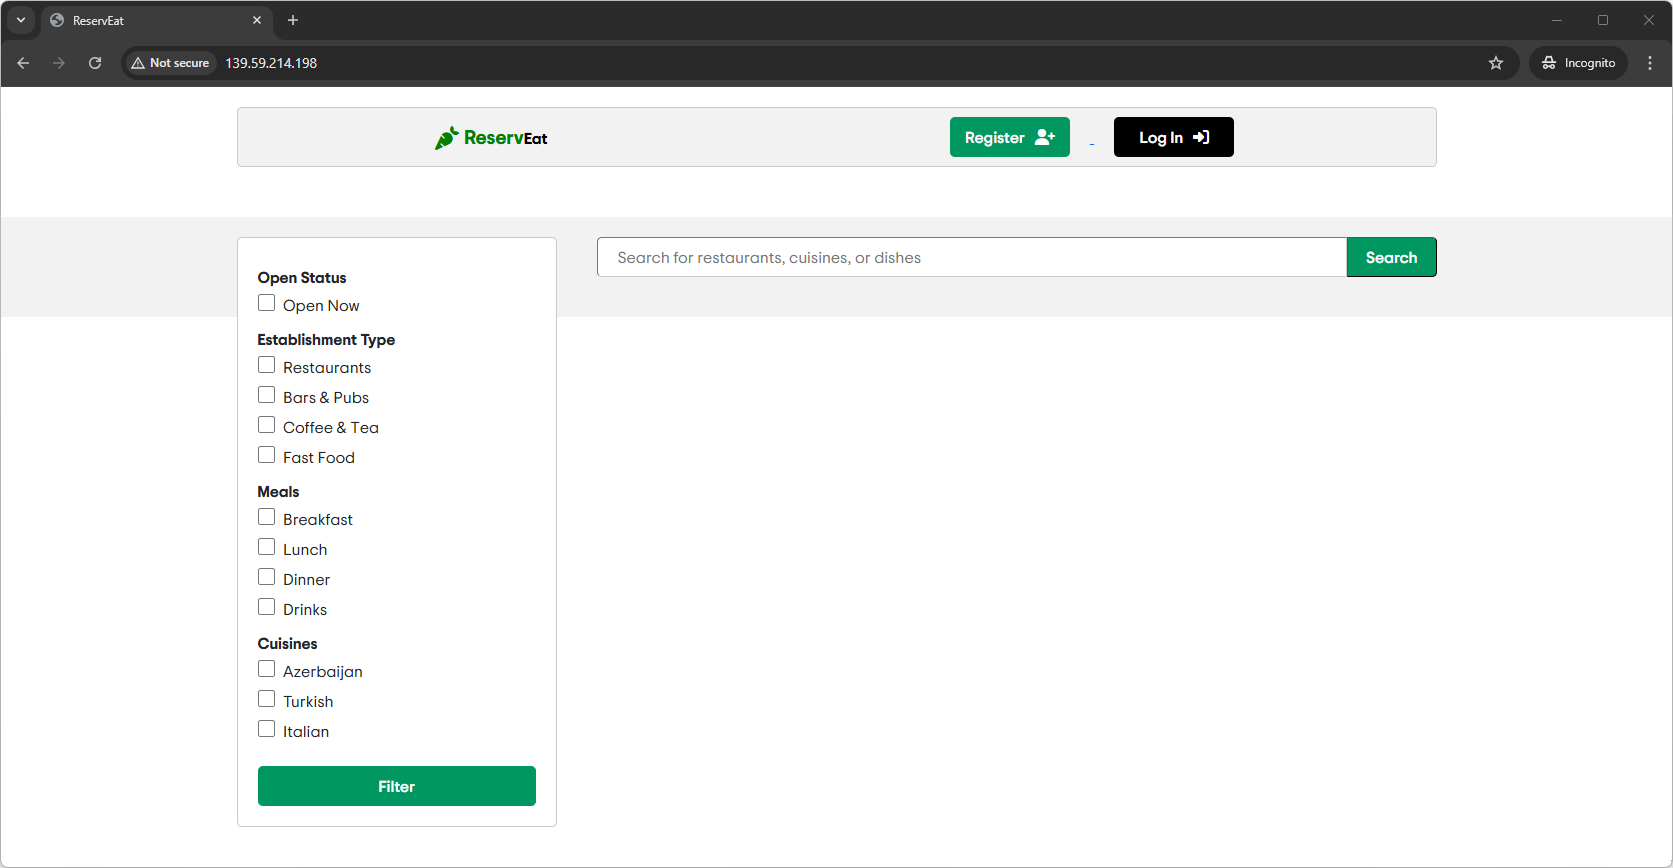 ReservEat
Not secure
139.59.214.198
Incognito
ReservEat
Register
-
Log In
Search for restaurants, cuisines, or dishes
Search
Open Status
Open Now
Establishment Type
Restaurants
Bars & Pubs
Coffee & Tea
Fast Food
Meals
Breakfast
Lunch
Dinner
Drinks
Cuisines
Azerbaijan
Turkish
Italian
Filter